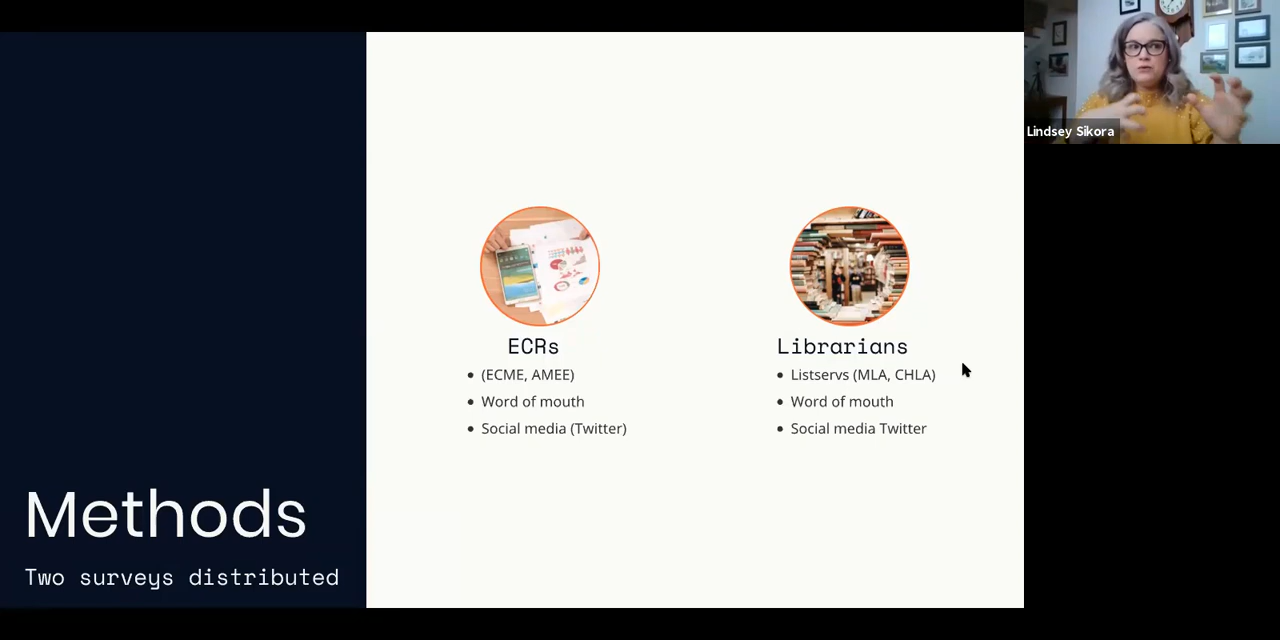 Lindsey Sikora
ECRs
(ECME, AMEE)
Word of mouth
Social media (Twitter)
Librarians
Listservs (MLA, CHLA)
Word of mouth
Social media Twitter
Methods
Two surveys distributed